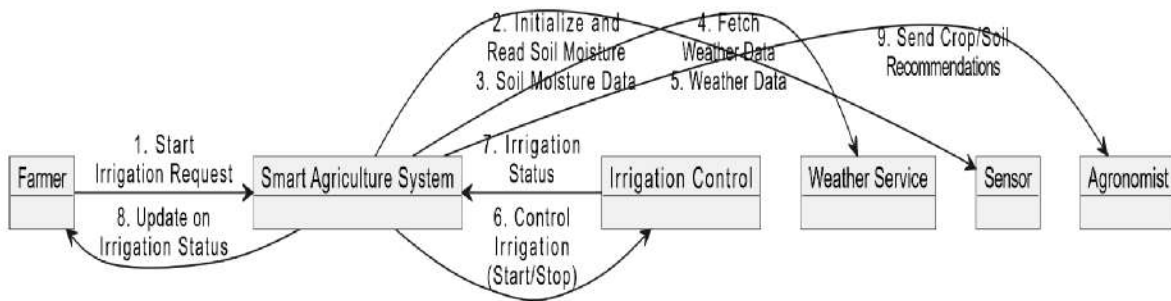 2. Initialize and
Read Soil Moisture
3. Soil Moisture Data
4. Fetch
Weather Data
5. Weather Data
9. Send Crop/Soil
Recommendations
1. Start
Irrigation Request
7. Irrigation
Status
Farmer
Smart Agriculture System
Irrigation Control
Weather Service
Sensor
Agronomist
8. Update on
Irrigation Status
6. Control
Irrigation
(Start/Stop)